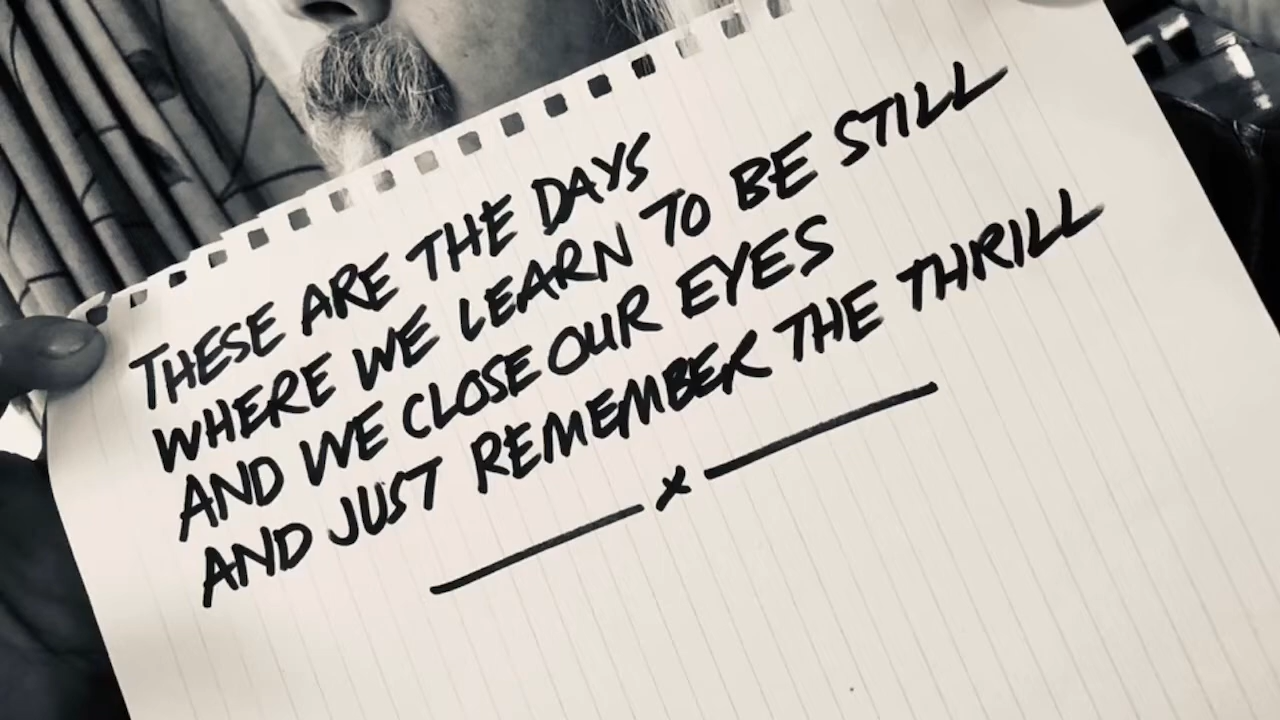 THESE ARE THE DAYS
WHERE WE LEARN TO BE STILL
AND WE CLOSE OUR EYES
AND JUST REMEMBER THE THRILL
x